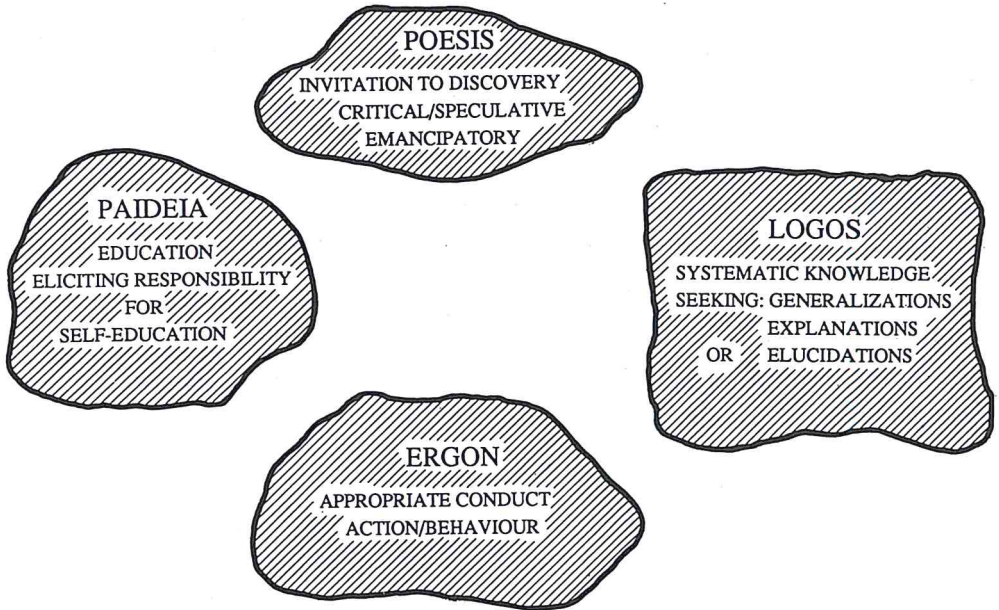 POESIS
INVITATION TO DISCOVERY
CRITICAL/SPECULATIVE
EMANCIPATORY
PAIDEIA
EDUCATION
ELICITING RESPONSIBILITY
FOR
SELF-EDUCATION
LOGOS
SYSTEMATIC KNOWLEDGE
SEEKING: GENERALIZATIONS
EXPLANATIONS
OR ELUCIDATIONS
ERGON
APPROPRIATE CONDUCT
ACTION/BEHAVIOUR